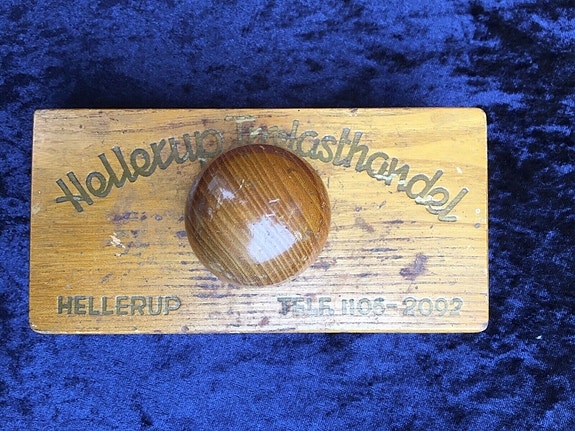 Hellerup Trælasthandel
HELLERUP TELF. 1106-2092